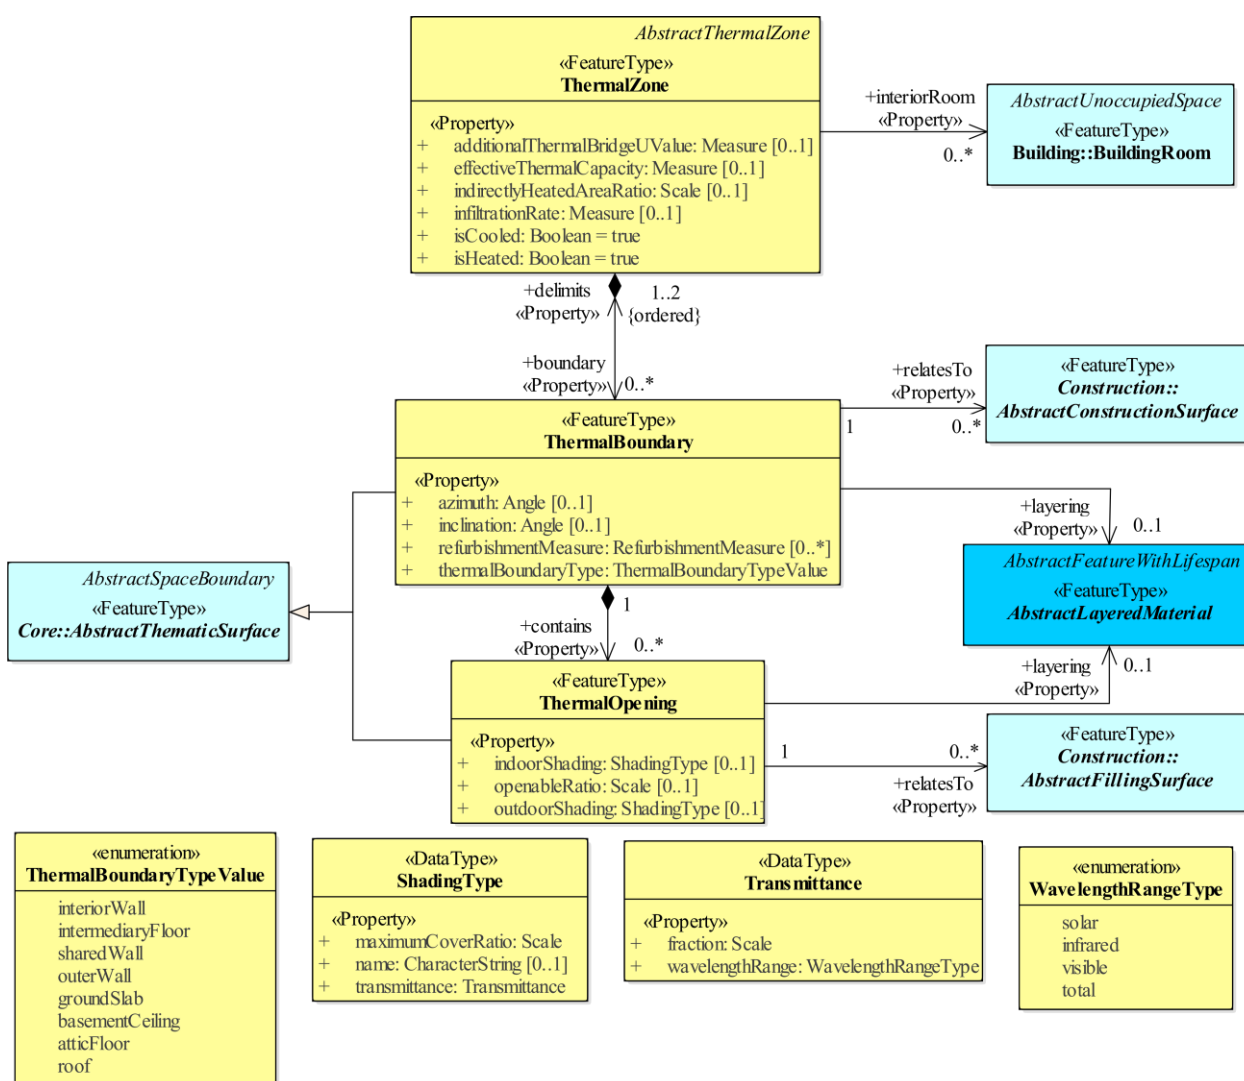 AbstractThermalZone
«FeatureType»
ThermalZone
«Property»
+ additionalThermalBridgeUValue: Measure [0..1]
+ effectiveThermalCapacity: Measure [0..1]
+ indirectlyHeatedAreaRatio: Scale [0..1]
+ infiltrationRate: Measure [0..1]
+ isCooled: Boolean = true
+ isHeated: Boolean = true
+interiorRoom
«Property»
0..*
AbstractUnoccupiedSpace
«FeatureType»
Building::BuildingRoom
+delimits
«Property»
1..2
{ordered}
+boundary
«Property»
0..*
«FeatureType»
ThermalBoundary
«Property»
+ azimuth: Angle [0..1]
+ inclination: Angle [0..1]
+ refurbishmentMeasure: RefurbishmentMeasure [0..*]
+ thermalBoundaryType: ThermalBoundaryTypeValue
+relatesTo
«Property»
1
0..*
«FeatureType»
Construction::
AbstractConstructionSurface
+layering
«Property»
0..1
AbstractFeatureWithLifespan
«FeatureType»
AbstractLayeredMaterial
+layering
«Property»
0..1
AbstractSpaceBoundary
«FeatureType»
Core::AbstractThematicSurface
1
+contains
«Property»
0..*
«FeatureType»
ThermalOpening
«Property»
+ indoorShading: ShadingType [0..1]
+ openableRatio: Scale [0..1]
+ outdoorShading: ShadingType [0..1]
1
0..*
+relatesTo
«Property»
«FeatureType»
Construction::
AbstractFillingSurface
«enumeration»
ThermalBoundaryTypeValue
interiorWall
intermediaryFloor
sharedWall
outerWall
groundSlab
basementCeiling
atticFloor
roof
«DataType»
ShadingType
«Property»
+ maximumCoverRatio: Scale
+ name: CharacterString [0..1]
+ transmittance: Transmittance
«DataType»
Transmittance
«Property»
+ fraction: Scale
+ wavelengthRange: WavelengthRangeType
«enumeration»
WavelengthRangeType
solar
infrared
visible
total